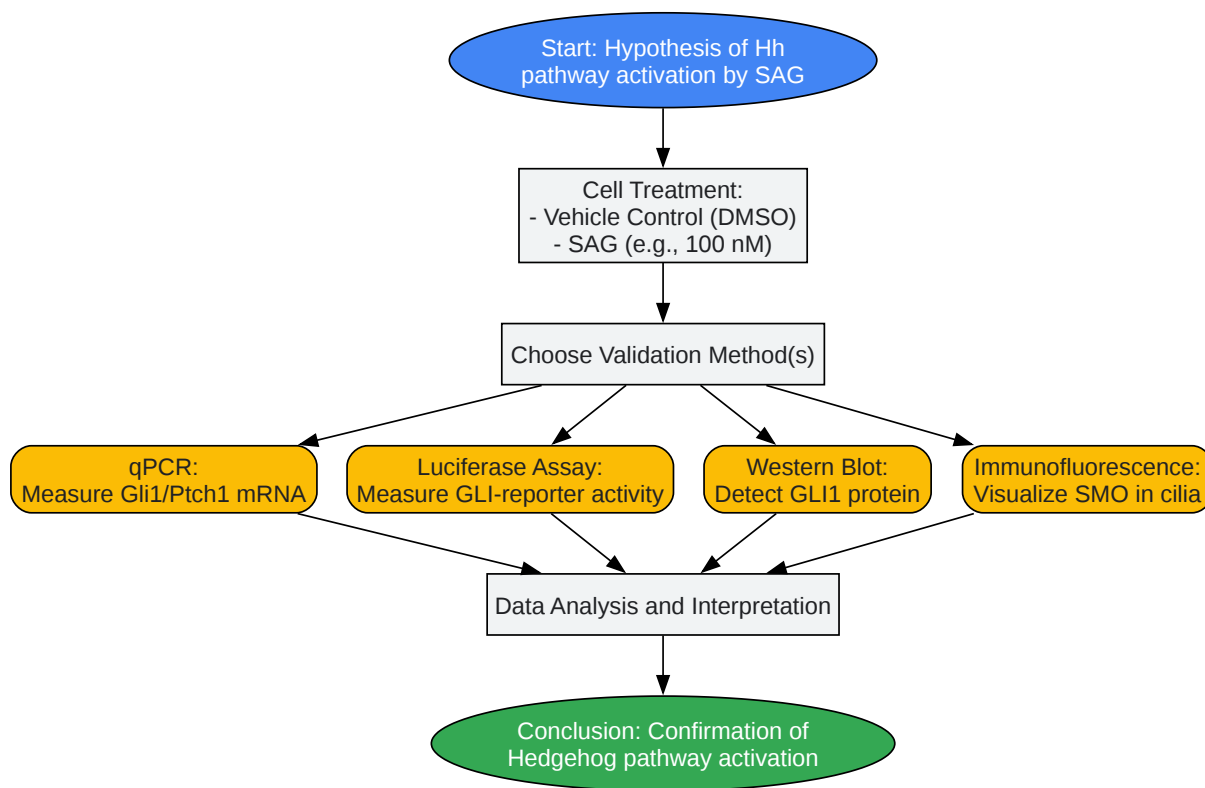 Start: Hypothesis of Hh
pathway activation by SAG
Cell Treatment:
- Vehicle Control (DMSO)
- SAG (e.g., 100 nM)
Choose Validation Method(s)
qPCR:
Measure Gli1/Ptch1 mRNA
Luciferase Assay:
Measure GLI-reporter activity
Western Blot:
Detect GLI1 protein
Immunofluorescence:
Visualize SMO in cilia
Data Analysis and Interpretation
Conclusion: Confirmation of
Hedgehog pathway activation